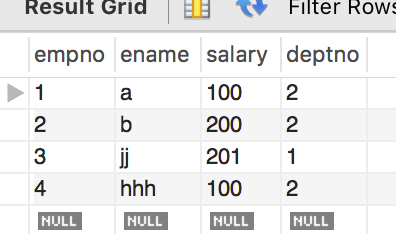 Result Grid Filter Rows
empno ename salary deptno
1 a 100 2
2 b 200 2
3 jj 201 1
4 hhh 100 2
NULL NULL NULL NULL